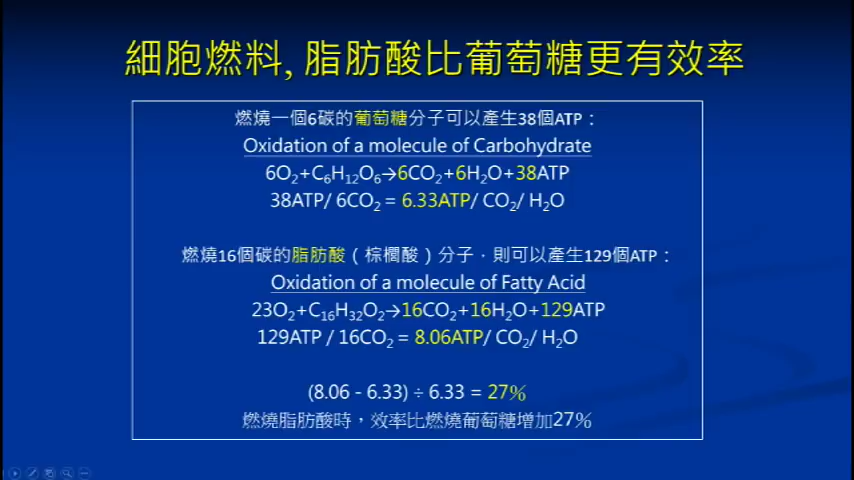 細胞燃料, 脂肪酸比葡萄糖更有效率
燃燒一個6碳的葡萄糖分子可以產生38個ATP：
Oxidation of a molecule of Carbohydrate
6O₂+C₆H₁₂O₆→6CO₂+6H₂O+38ATP
38ATP/ 6CO₂ = 6.33ATP/ CO₂/ H₂O
燃燒16個碳的脂肪酸（棕櫚酸）分子，則可以產生129個ATP：
Oxidation of a molecule of Fatty Acid
23O₂+C₁₆H₃₂O₂→16CO₂+16H₂O+129ATP
129ATP / 16CO₂ = 8.06ATP/ CO₂/ H₂O
(8.06 - 6.33) ÷ 6.33 = 27%
燃燒脂肪酸時，效率比燃燒葡萄糖增加27%